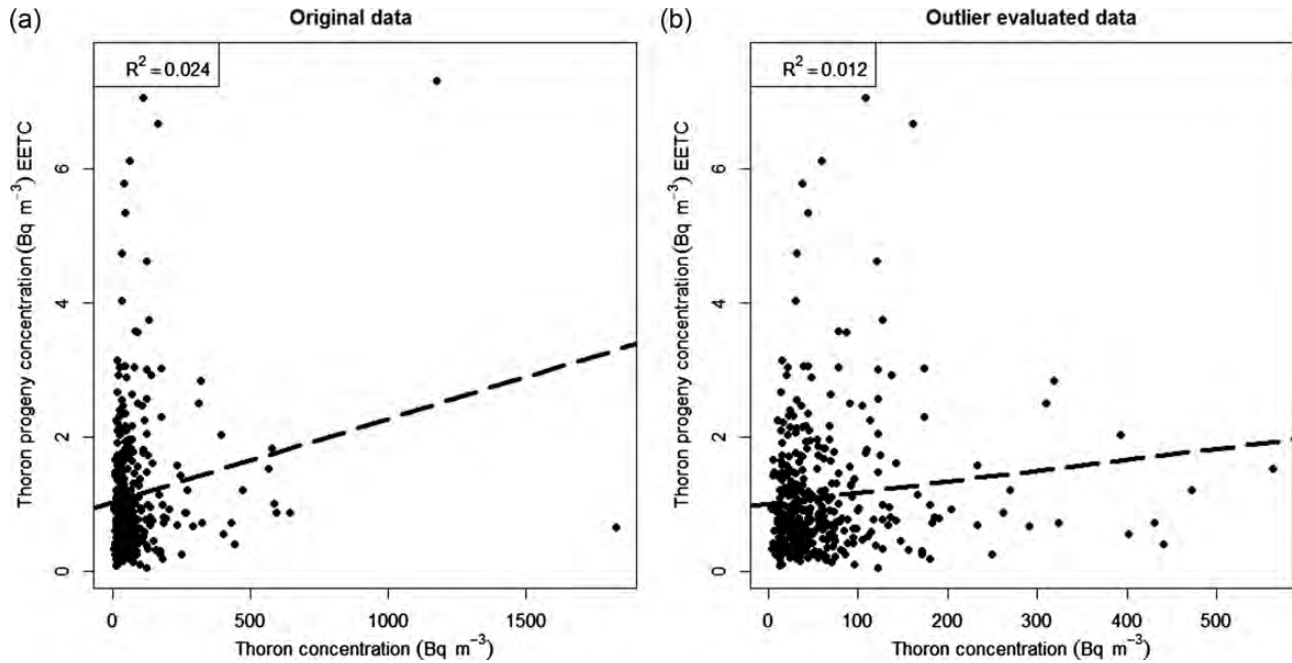 (a)
Original data
R² = 0.024
Thoron progeny concentration (Bq m⁻³) EETC
0
2
4
6
0
500
1000
1500
Thoron concentration (Bq m⁻³)
(b)
Outlier evaluated data
R² = 0.012
Thoron progeny concentration (Bq m⁻³) EETC
0
2
4
6
0
100
200
300
400
500
Thoron concentration (Bq m⁻³)